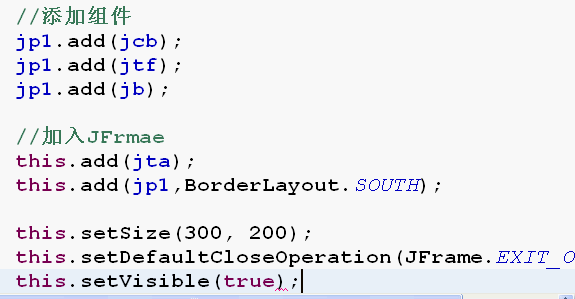 //添加组件
jp1.add(jcb);
jp1.add(jtf);
jp1.add(jb);
//加入JFrmae
this.add(jta);
this.add(jp1,BorderLayout.SOUTH);
this.setSize(300, 200);
this.setDefaultCloseOperation(JFrame.EXIT_O
this.setVisible(true);